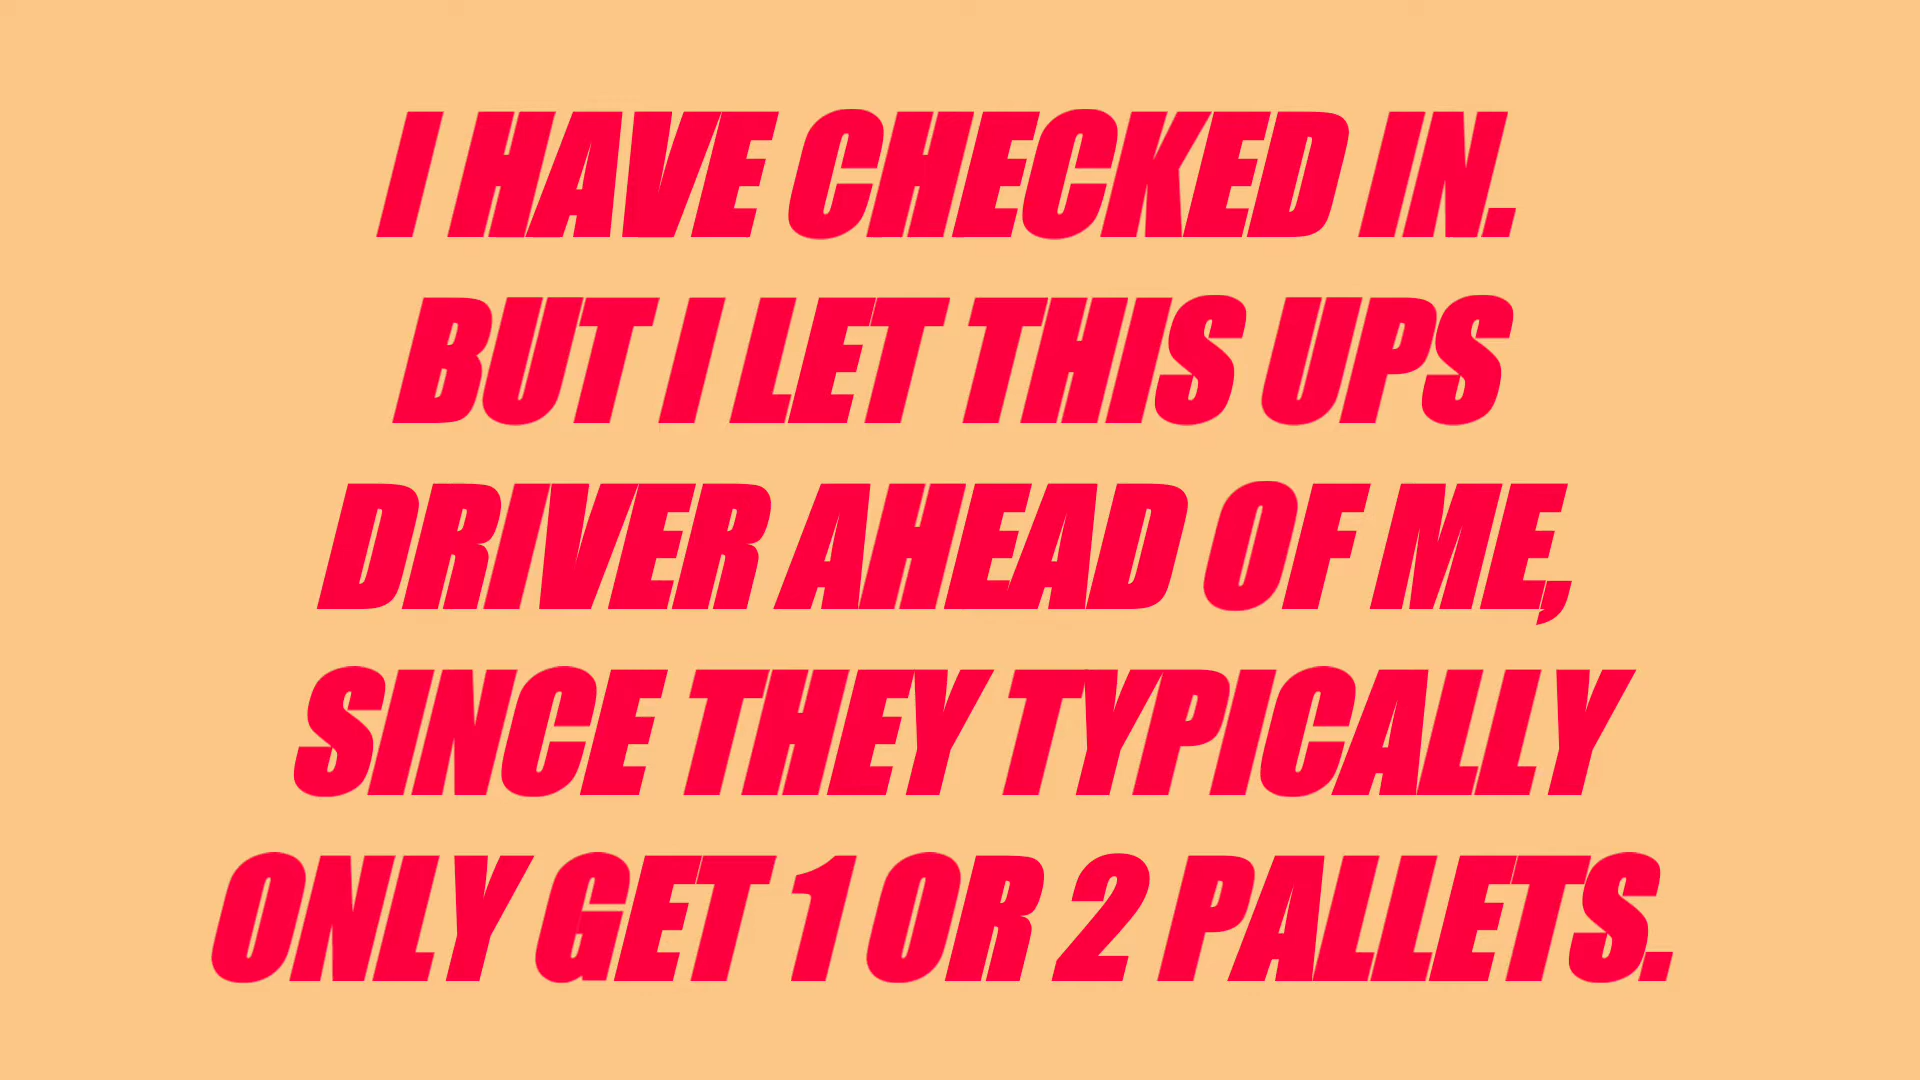 I HAVE CHECKED IN.
BUT I LET THIS UPS
DRIVER AHEAD OF ME,
SINCE THEY TYPICALLY
ONLY GET 1 OR 2 PALLETS.